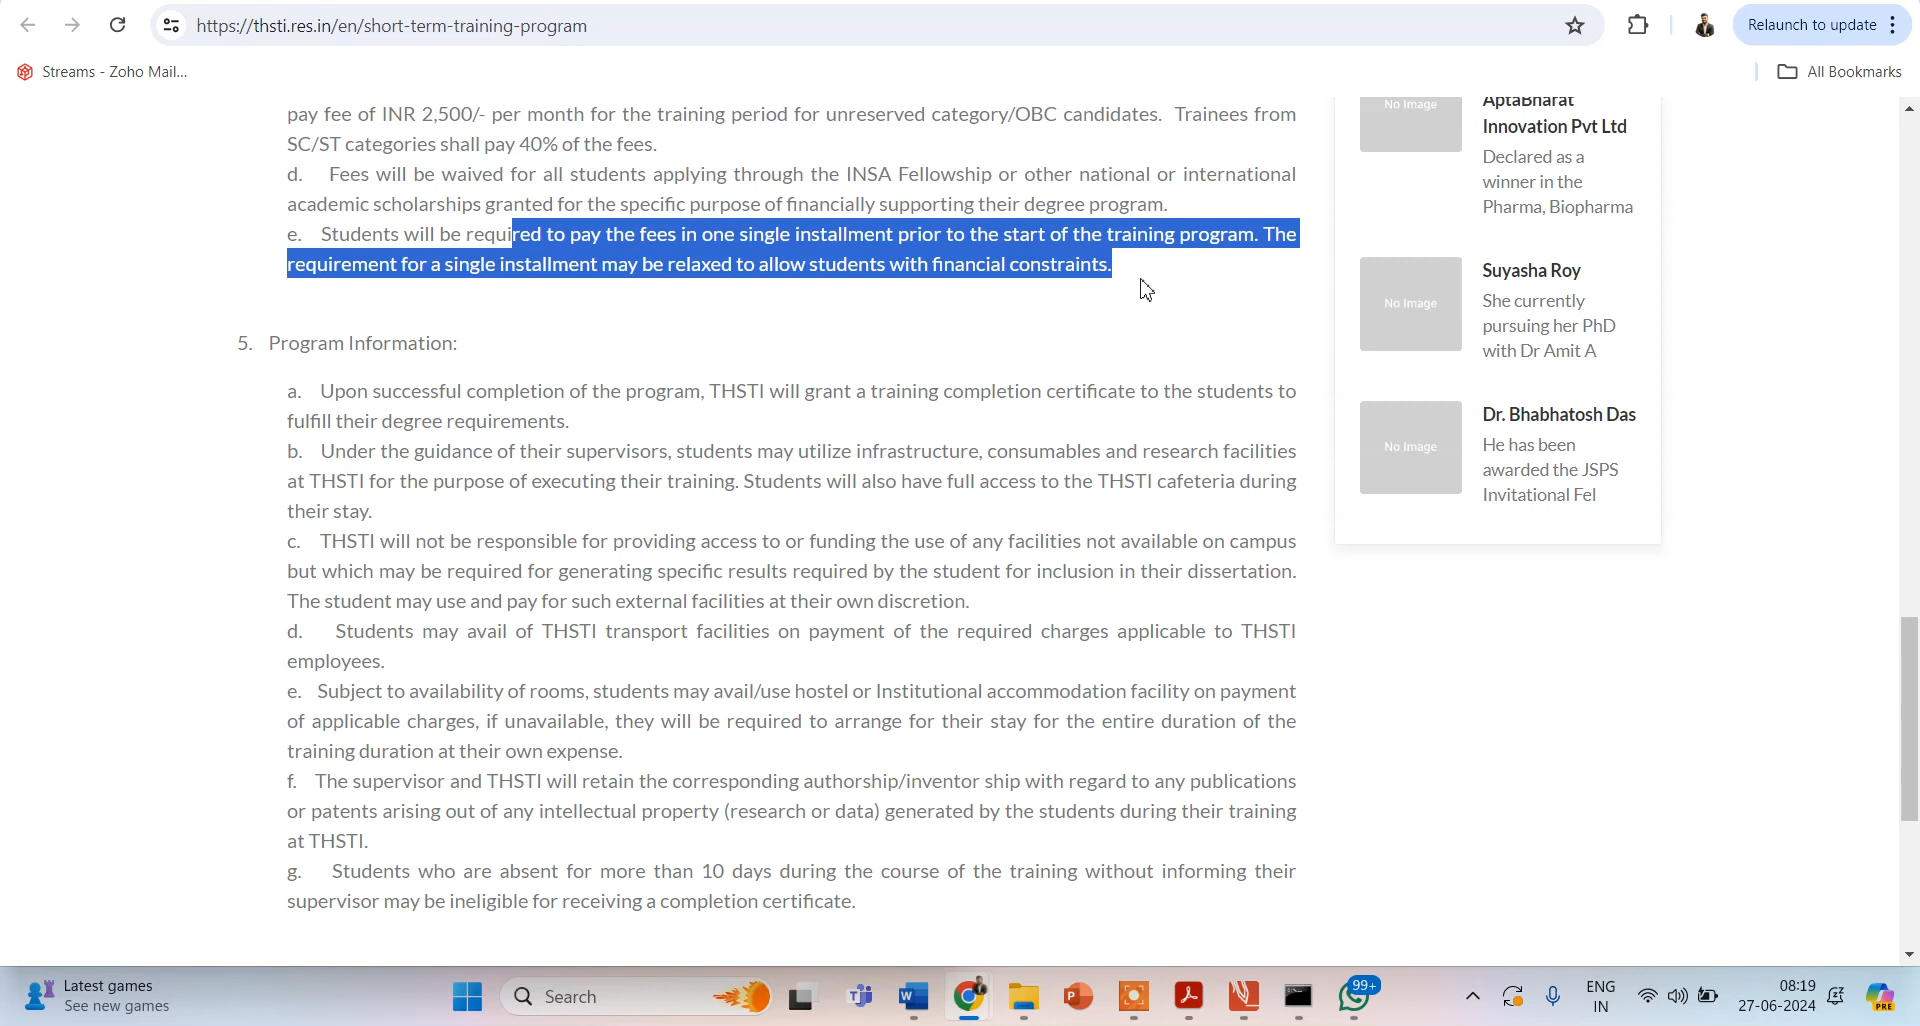 https://thsti.res.in/en/short-term-training-program
Relaunch to update
Streams - Zoho Mail...
All Bookmarks
pay fee of INR 2,500/- per month for the training period for unreserved category/OBC candidates. Trainees from
SC/ST categories shall pay 40% of the fees.
d. Fees will be waived for all students applying through the INSA Fellowship or other national or international
academic scholarships granted for the specific purpose of financially supporting their degree program.
e. Students will be required to pay the fees in one single installment prior to the start of the training program. The
requirement for a single installment may be relaxed to allow students with financial constraints.
5. Program Information:
a. Upon successful completion of the program, THSTI will grant a training completion certificate to the students to
fulfill their degree requirements.
b. Under the guidance of their supervisors, students may utilize infrastructure, consumables and research facilities
at THSTI for the purpose of executing their training. Students will also have full access to the THSTI cafeteria during
their stay.
c. THSTI will not be responsible for providing access to or funding the use of any facilities not available on campus
but which may be required for generating specific results required by the student for inclusion in their dissertation.
The student may use and pay for such external facilities at their own discretion.
d. Students may avail of THSTI transport facilities on payment of the required charges applicable to THSTI
employees.
e. Subject to availability of rooms, students may avail/use hostel or Institutional accommodation facility on payment
of applicable charges, if unavailable, they will be required to arrange for their stay for the entire duration of the
training duration at their own expense.
f. The supervisor and THSTI will retain the corresponding authorship/inventor ship with regard to any publications
or patents arising out of any intellectual property (research or data) generated by the students during their training
at THSTI.
g. Students who are absent for more than 10 days during the course of the training without informing their
supervisor may be ineligible for receiving a completion certificate.
No Image
AptaBharat
Innovation Pvt Ltd
Declared as a
winner in the
Pharma, Biopharma
No Image
Suyasha Roy
She currently
pursuing her PhD
with Dr Amit A
No Image
Dr. Bhabhatosh Das
He has been
awarded the JSPS
Invitational Fel
Latest games
See new games
Search
99+
ENG
IN
08:19
27-06-2024
PRE